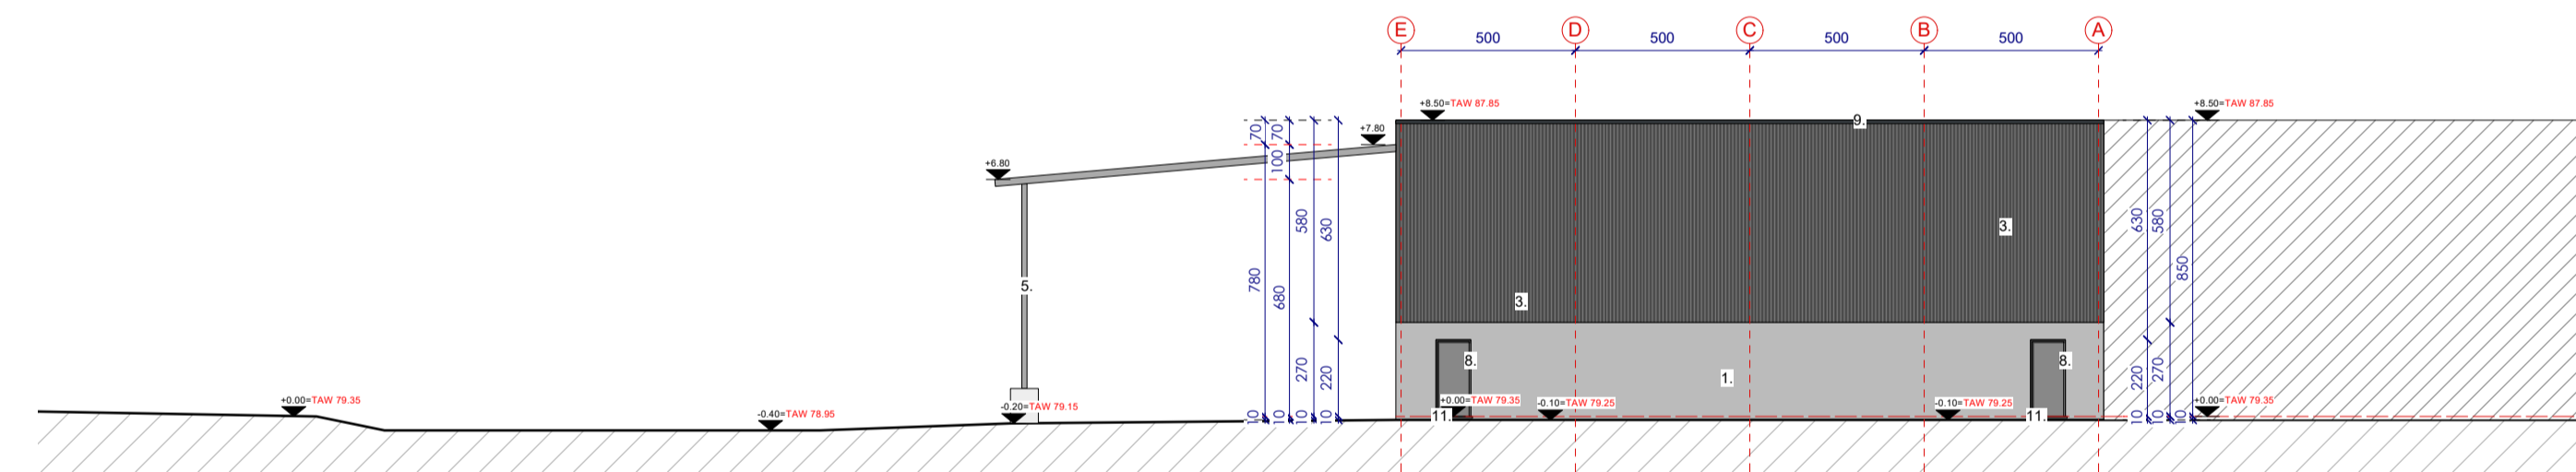 E D C B A
500 500 500 500
+8.50=TAW 87.85
+8.50=TAW 87.85
9.
+7.80
70 70
100
+6.80
580 630
630 580
3.
850
5.
780 680
3.
270 220
220 270
8.
8.
1.
+0.00=TAW 79.35
-0.40=TAW 78.95
-0.20=TAW 79.15
+0.00=TAW 79.35
-0.10=TAW 79.25
-0.10=TAW 79.25
+0.00=TAW 79.35
11.
11.
10 10 10 10
10 10 10